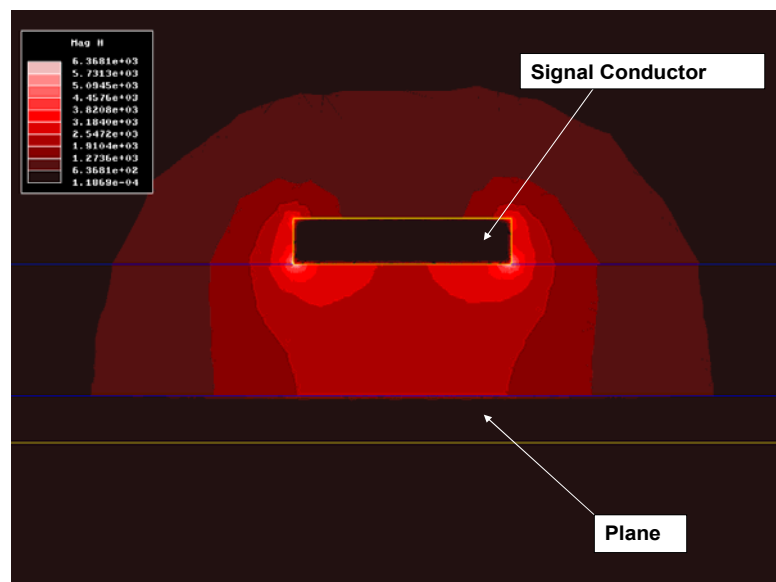 Mag H
6.3681e+03
5.7313e+03
5.0945e+03
4.4576e+03
3.8208e+03
3.1840e+03
2.5472e+03
1.9104e+03
1.2736e+03
6.3681e+02
1.1869e-04
Signal Conductor
Plane